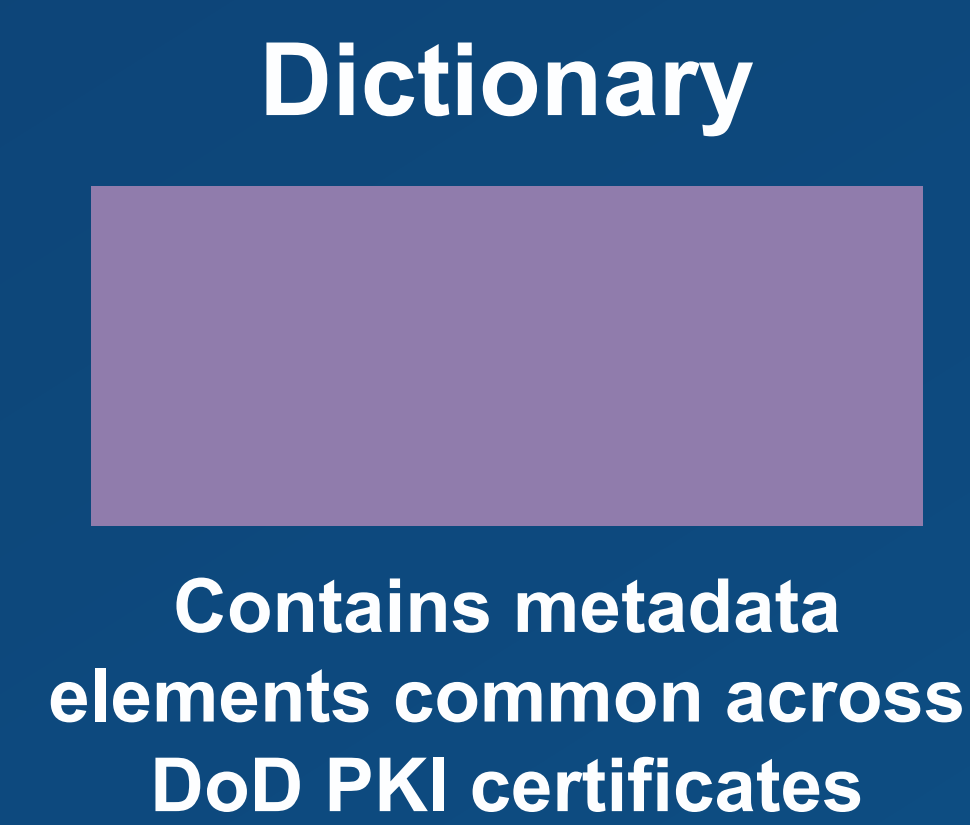 Dictionary
Contains metadata
elements common across
DoD PKI certificates